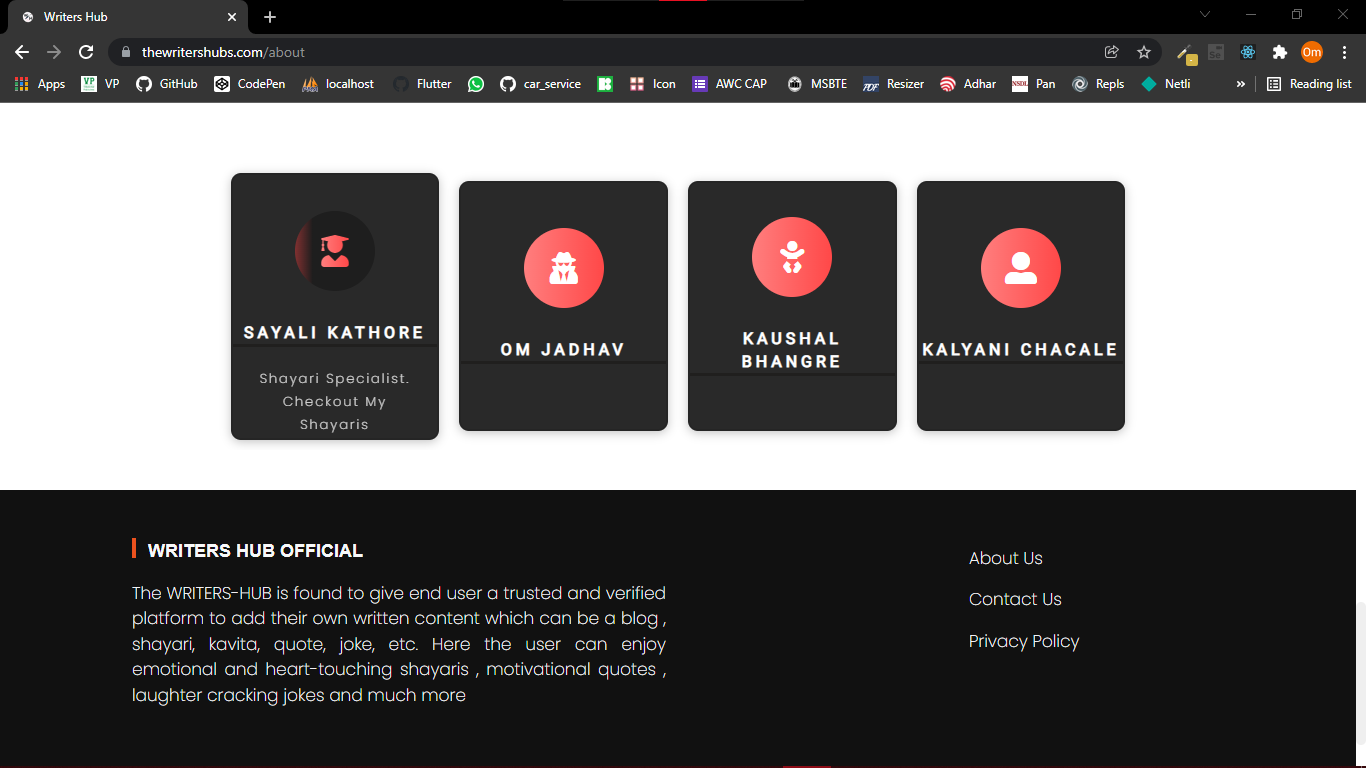 Writers Hub
thewritershubs.com/about
Om
Apps VP VP GitHub CodePen localhost Flutter car_service Icon AWC CAP MSBTE PDF Resizer Adhar NSDL Pan Repls Netli » Reading list
SAYALI KATHORE
Shayari Specialist.
Checkout My
Shayaris
OM JADHAV
KAUSHAL
BHANGRE
KALYANI CHACALE
WRITERS HUB OFFICIAL
The WRITERS-HUB is found to give end user a trusted and verified
platform to add their own written content which can be a blog ,
shayari, kavita, quote, joke, etc. Here the user can enjoy
emotional and heart-touching shayaris , motivational quotes ,
laughter cracking jokes and much more
About Us
Contact Us
Privacy Policy